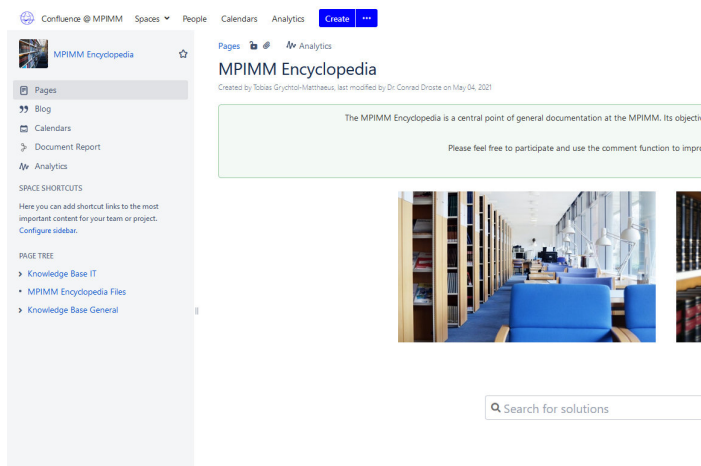 Confluence @ MPIMM Spaces People Calendars Analytics Create ···
MPIMM Encyclopedia
Pages
Blog
Calendars
Document Report
Analytics
SPACE SHORTCUTS
Here you can add shortcut links to the most
important content for your team or project.
Configure sidebar.
PAGE TREE
Knowledge Base IT
MPIMM Encyclopedia Files
Knowledge Base General
Pages Analytics
MPIMM Encyclopedia
Created by Tobias Grychtol-Matthaeus, last modified by Dr. Conrad Droste on May 04, 2021
The MPIMM Encyclopedia is a central point of general documentation at the MPIMM. Its objectiv
Please feel free to participate and use the comment function to impro
Search for solutions